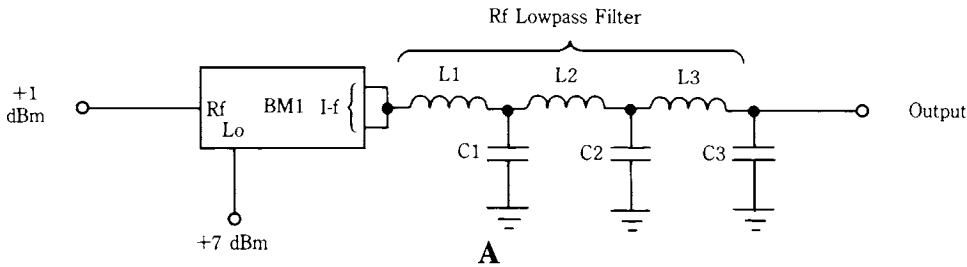 Rf Lowpass Filter
L1 L2 L3
+1
dBm
Rf BM1 I-f
Lo
Output
C1 C2 C3
+7 dBm
A